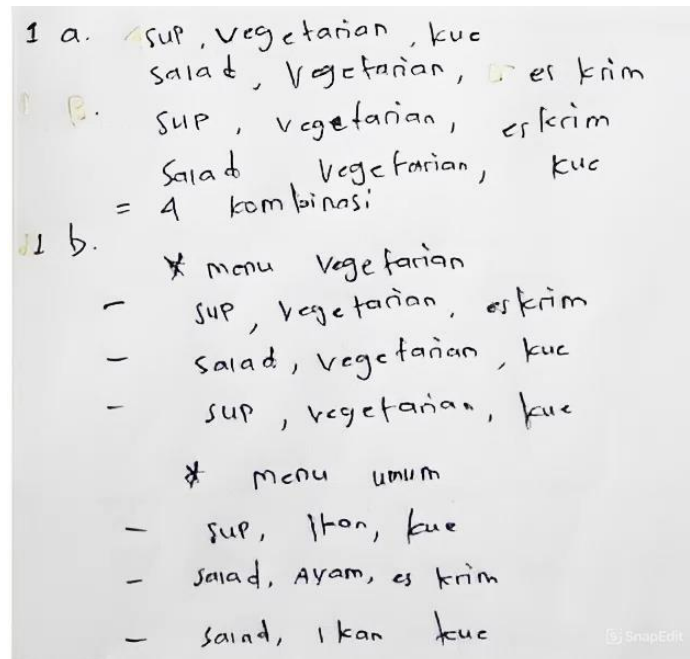 1 a. sup, vegetarian, kue
salad, vegetarian, es krim
B. sup, vegetarian, es krim
Salad vegetarian, kue
= 4 kombinasi
1 b.
* menu vegetarian
- sup, vegetarian, es krim
- salad, vegetarian, kue
- sup, vegetarian, kue
* menu umum
- sup, Ikan, kue
- salad, Ayam, es krim
- salad, ikan kue
SnapEdit